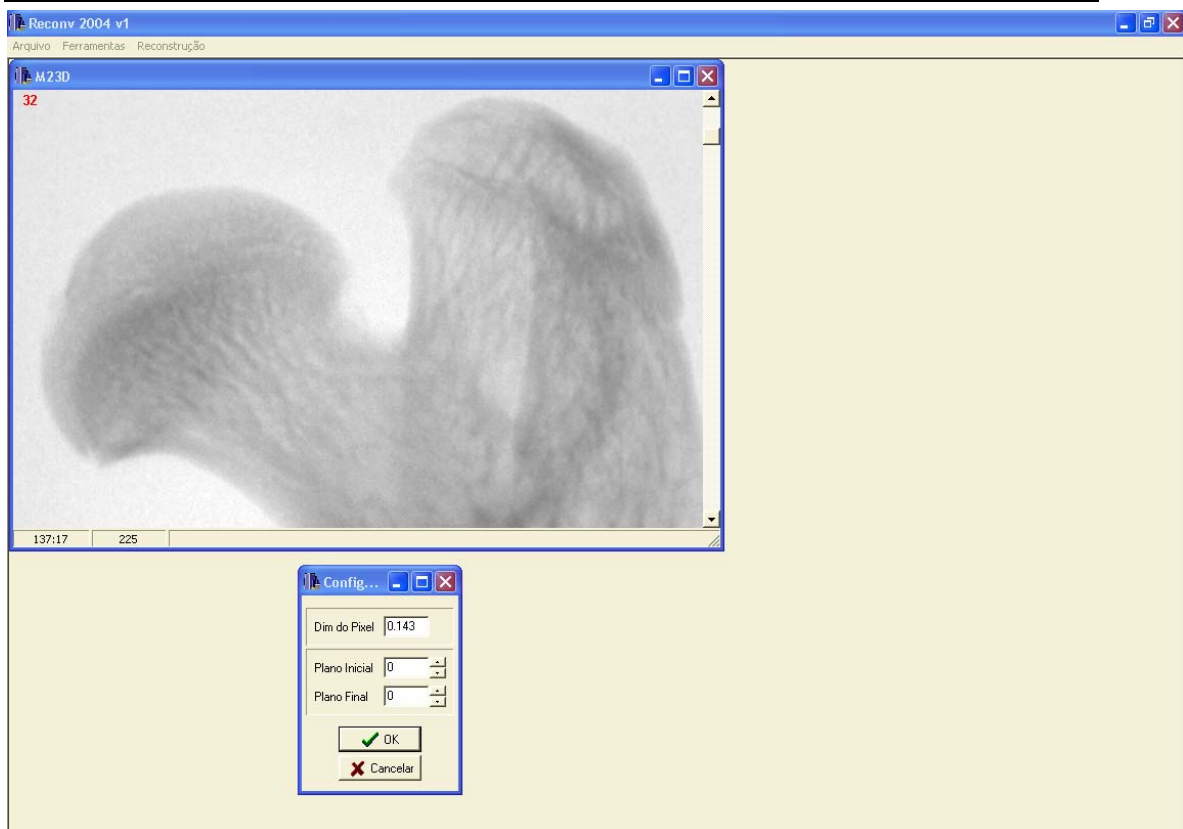 Reconv 2004 v1
Arquivo Ferramentas Reconstrução
M23D
32
137:17 225
Config...
Dim do Pixel 0.143
Plano Inicial 0
Plano Final 0
OK
Cancelar